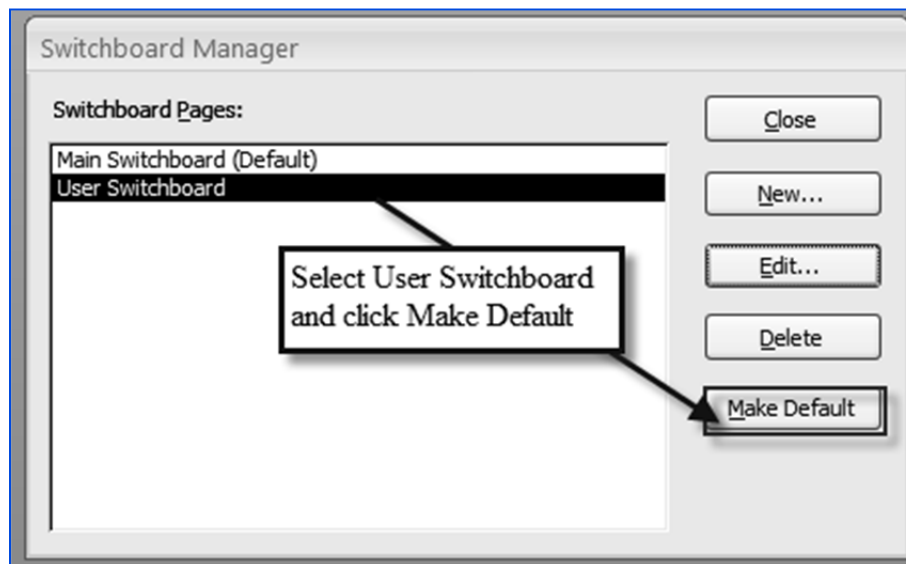 Switchboard Manager
Switchboard Pages:
Main Switchboard (Default)
User Switchboard
Select User Switchboard
and click Make Default
Close
New...
Edit...
Delete
Make Default